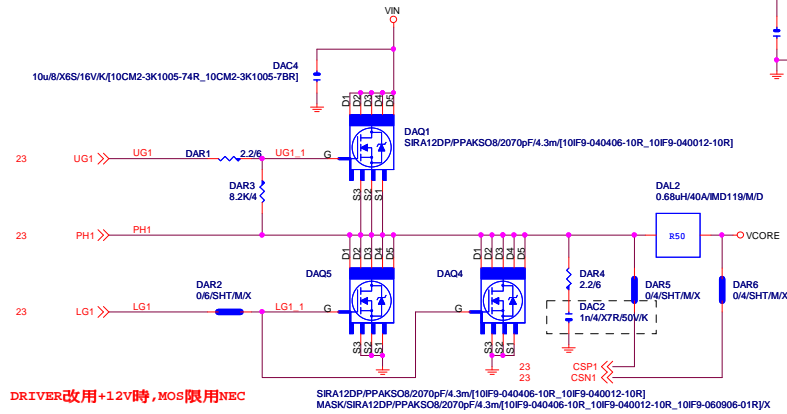 VIN
DAC4
10u/8/X6S/16V/K/[10CM2-3K1005-74R_10CM2-3K1005-7BR]
D1 D2 D3 D4 D5
DAQ1
SIRA12DP/PPAKSO8/2070pF/4.3m/[10IF9-040406-10R_10IF9-040012-10R]
23 UG1 UG1 DAR1 2.2/6 UG1_1 G
S3 S2 S1
DAR3
8.2K/4
DAL2
0.68uH/40A/IMD119/M/D
23 PH1 PH1
R50 VCORE
D1 D2 D3 D4 D5 D1 D2 D3 D4 D5
DAQ5 DAQ4
DAR2
0/6/SHT/M/X
DAR4
2.2/6
DAR5
0/4/SHT/M/X
DAR6
0/4/SHT/M/X
23 LG1 LG1 LG1_1 G G
DAC2
1n/4/X7R/50V/K
S3 S2 S1 S3 S2 S1
23 CSP1
23 CSN1
DRIVER改用+12V時,MOS限用NEC
SIRA12DP/PPAKSO8/2070pF/4.3m/[10IF9-040406-10R_10IF9-040012-10R]
MASK/SIRA12DP/PPAKSO8/2070pF/4.3m/[10IF9-040406-10R_10IF9-040012-10R_10IF9-060906-01R]/X